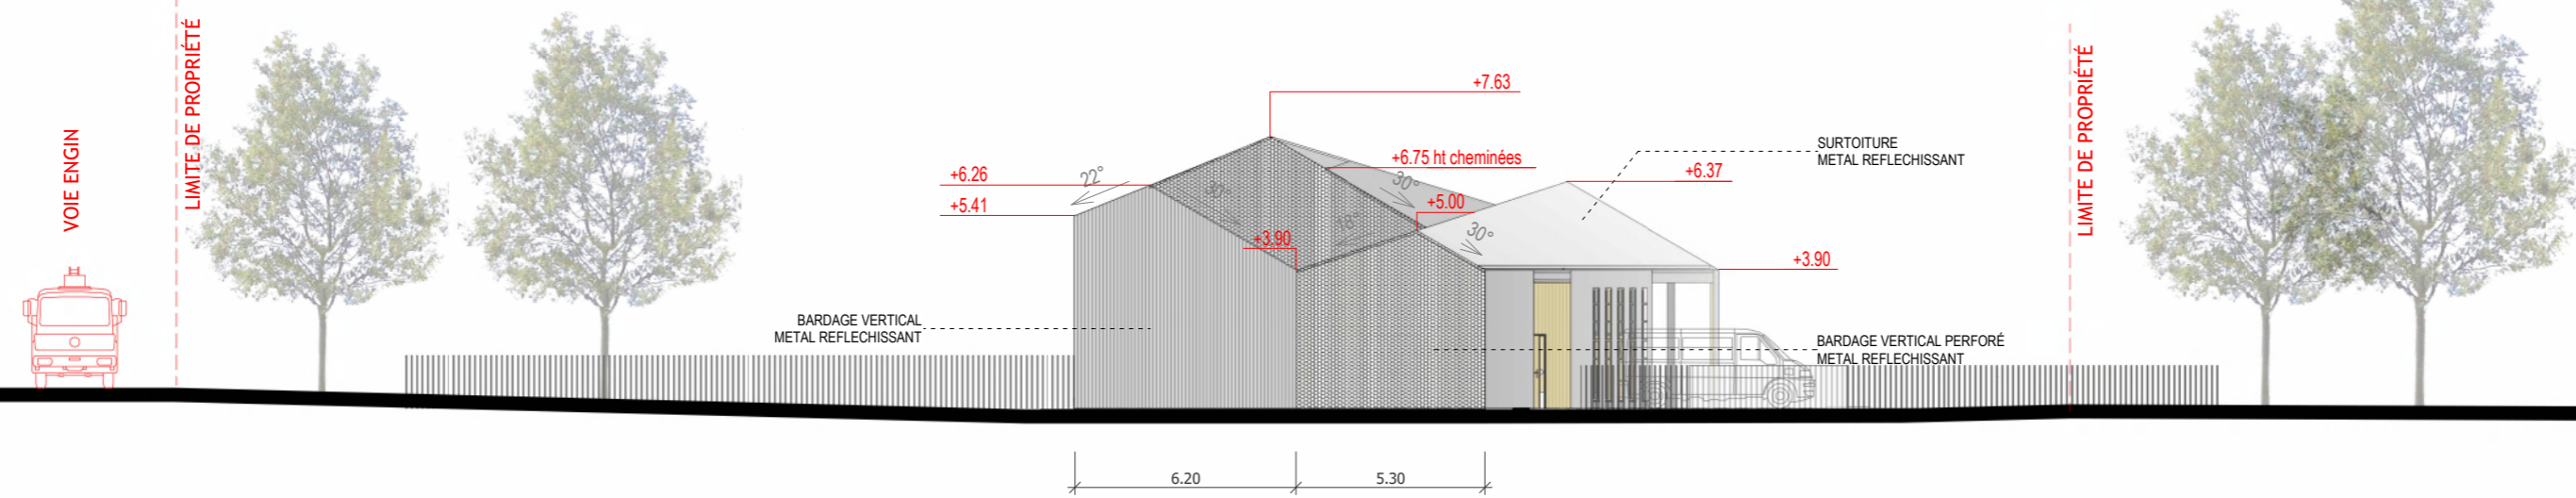 VOIE ENGIN
LIMITE DE PROPRIÉTÉ
+7.63
+6.75 ht cheminées
+6.26
22°
30°
30°
+5.41
+5.00
18°
+3.90
30°
+6.37
+3.90
SURTOITURE
METAL REFLECHISSANT
LIMITE DE PROPRIÉTÉ
BARDAGE VERTICAL
METAL REFLECHISSANT
BARDAGE VERTICAL PERFORÉ
METAL REFLECHISSANT
6.20
5.30